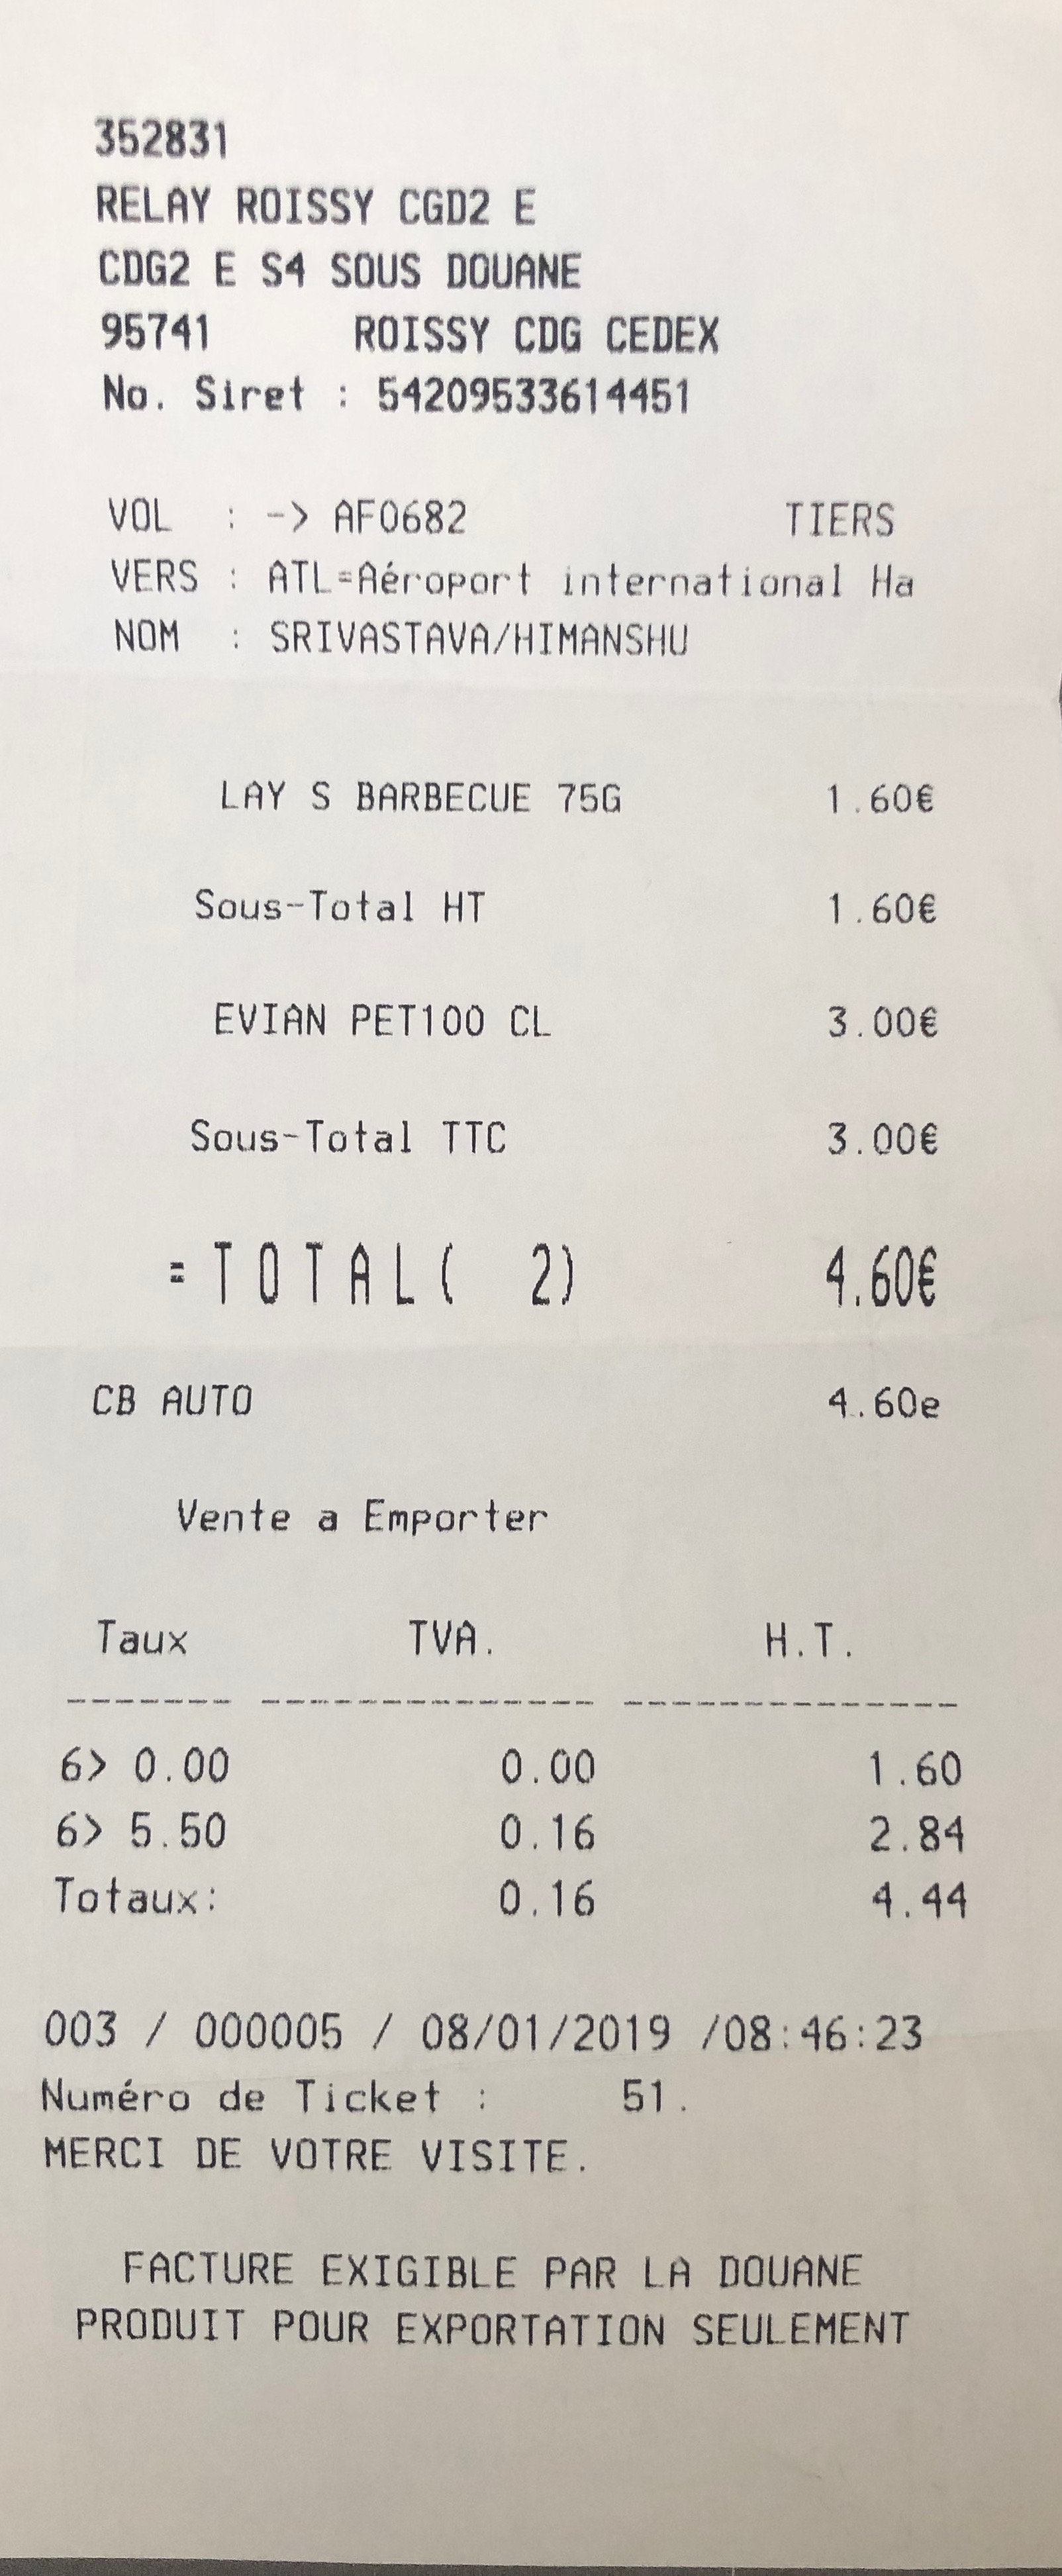 352831
RELAY ROISSY CGD2 E
CDG2 E S4 SOUS DOUANE
95741 ROISSY CDG CEDEX
No. Siret : 54209533614451
VOL : -> AF0682 TIERS
VERS : ATL=Aéroport international Ha
NOM : SRIVASTAVA/HIMANSHU
LAY S BARBECUE 75G 1.60€
Sous-Total HT 1.60€
EVIAN PET100 CL 3.00€
Sous-Total TTC 3.00€
=TOTAL( 2) 4.60€
CB AUTO 4.60e
Vente a Emporter
Taux TVA. H.T.
------- -------------- --------------
6> 0.00 0.00 1.60
6> 5.50 0.16 2.84
Totaux: 0.16 4.44
003 / 000005 / 08/01/2019 /08:46:23
Numéro de Ticket : 51.
MERCI DE VOTRE VISITE.
FACTURE EXIGIBLE PAR LA DOUANE
PRODUIT POUR EXPORTATION SEULEMENT